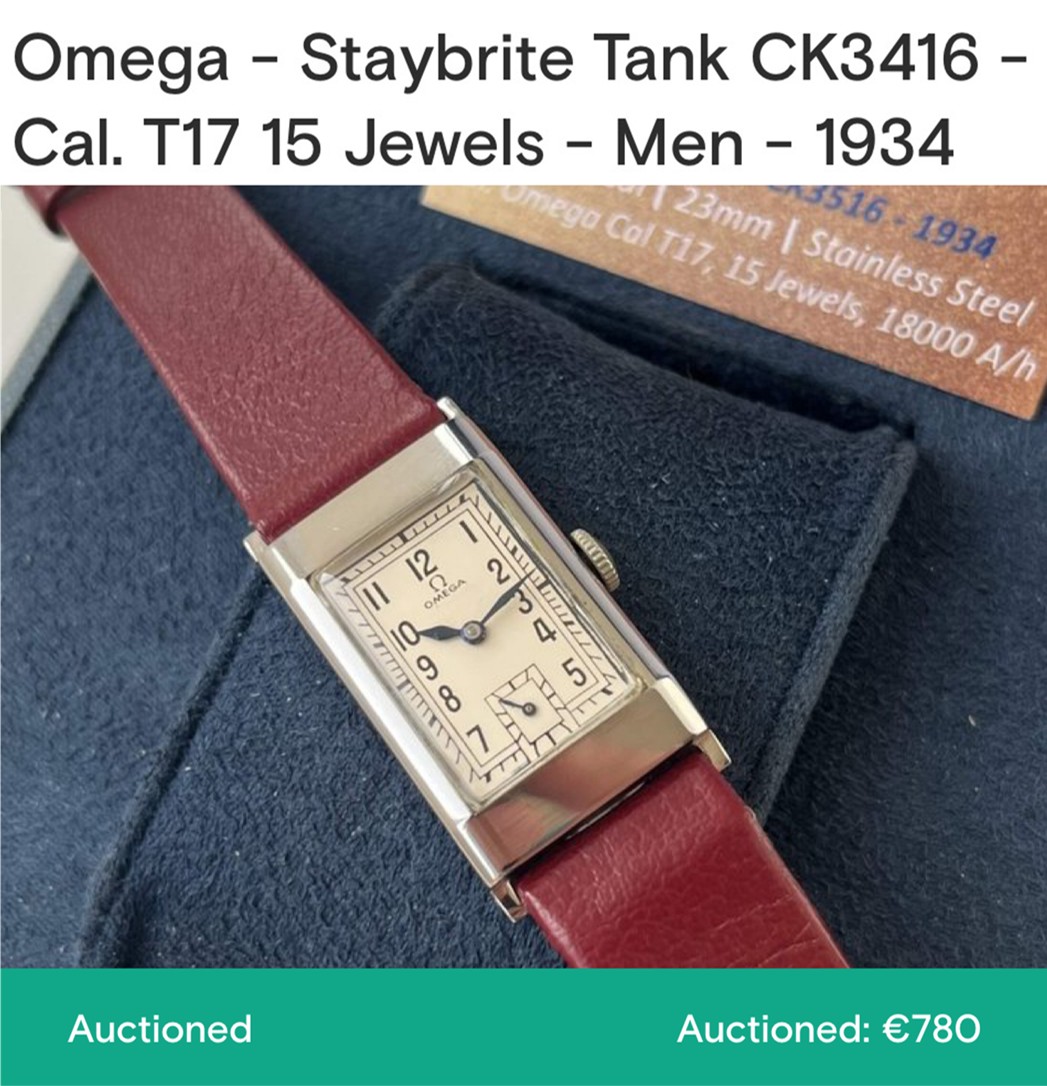 Omega - Staybrite Tank CK3416 -
Cal. T17 15 Jewels - Men - 1934
CK3516 - 1934
| 23mm | Stainless Steel
Omega Cal T17, 15 Jewels, 18000 A/h
11 12 1
Ω
OMEGA
10 2
9 3
8 4
7 5
Auctioned
Auctioned: €780